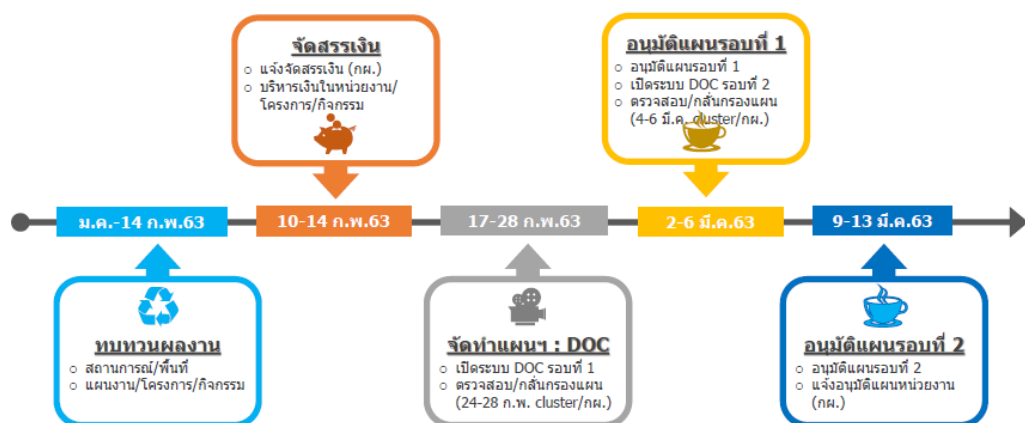 จัดสรรเงิน
o แจ้งจัดสรรเงิน (กผ.)
o บริหารเงินในหน่วยงาน/
โครงการ/กิจกรรม
อนุมัติแผนรอบที่ 1
o อนุมัติแผนรอบที่ 1
o เปิดระบบ DOC รอบที่ 2
o ตรวจสอบ/กลั่นกรองแผน
(4-6 มี.ค. cluster/กผ.)
ม.ค.-14 ก.พ.63
10-14 ก.พ.63
17-28 ก.พ.63
2-6 มี.ค.63
9-13 มี.ค.63
ทบทวนผลงาน
o สถานการณ์/พื้นที่
o แผนงาน/โครงการ/กิจกรรม
จัดทำแผนฯ : DOC
o เปิดระบบ DOC รอบที่ 1
o ตรวจสอบ/กลั่นกรองแผน
(24-28 ก.พ. cluster/กผ.)
อนุมัติแผนรอบที่ 2
o อนุมัติแผนรอบที่ 2
o แจ้งอนุมัติแผนหน่วยงาน
(กผ.)